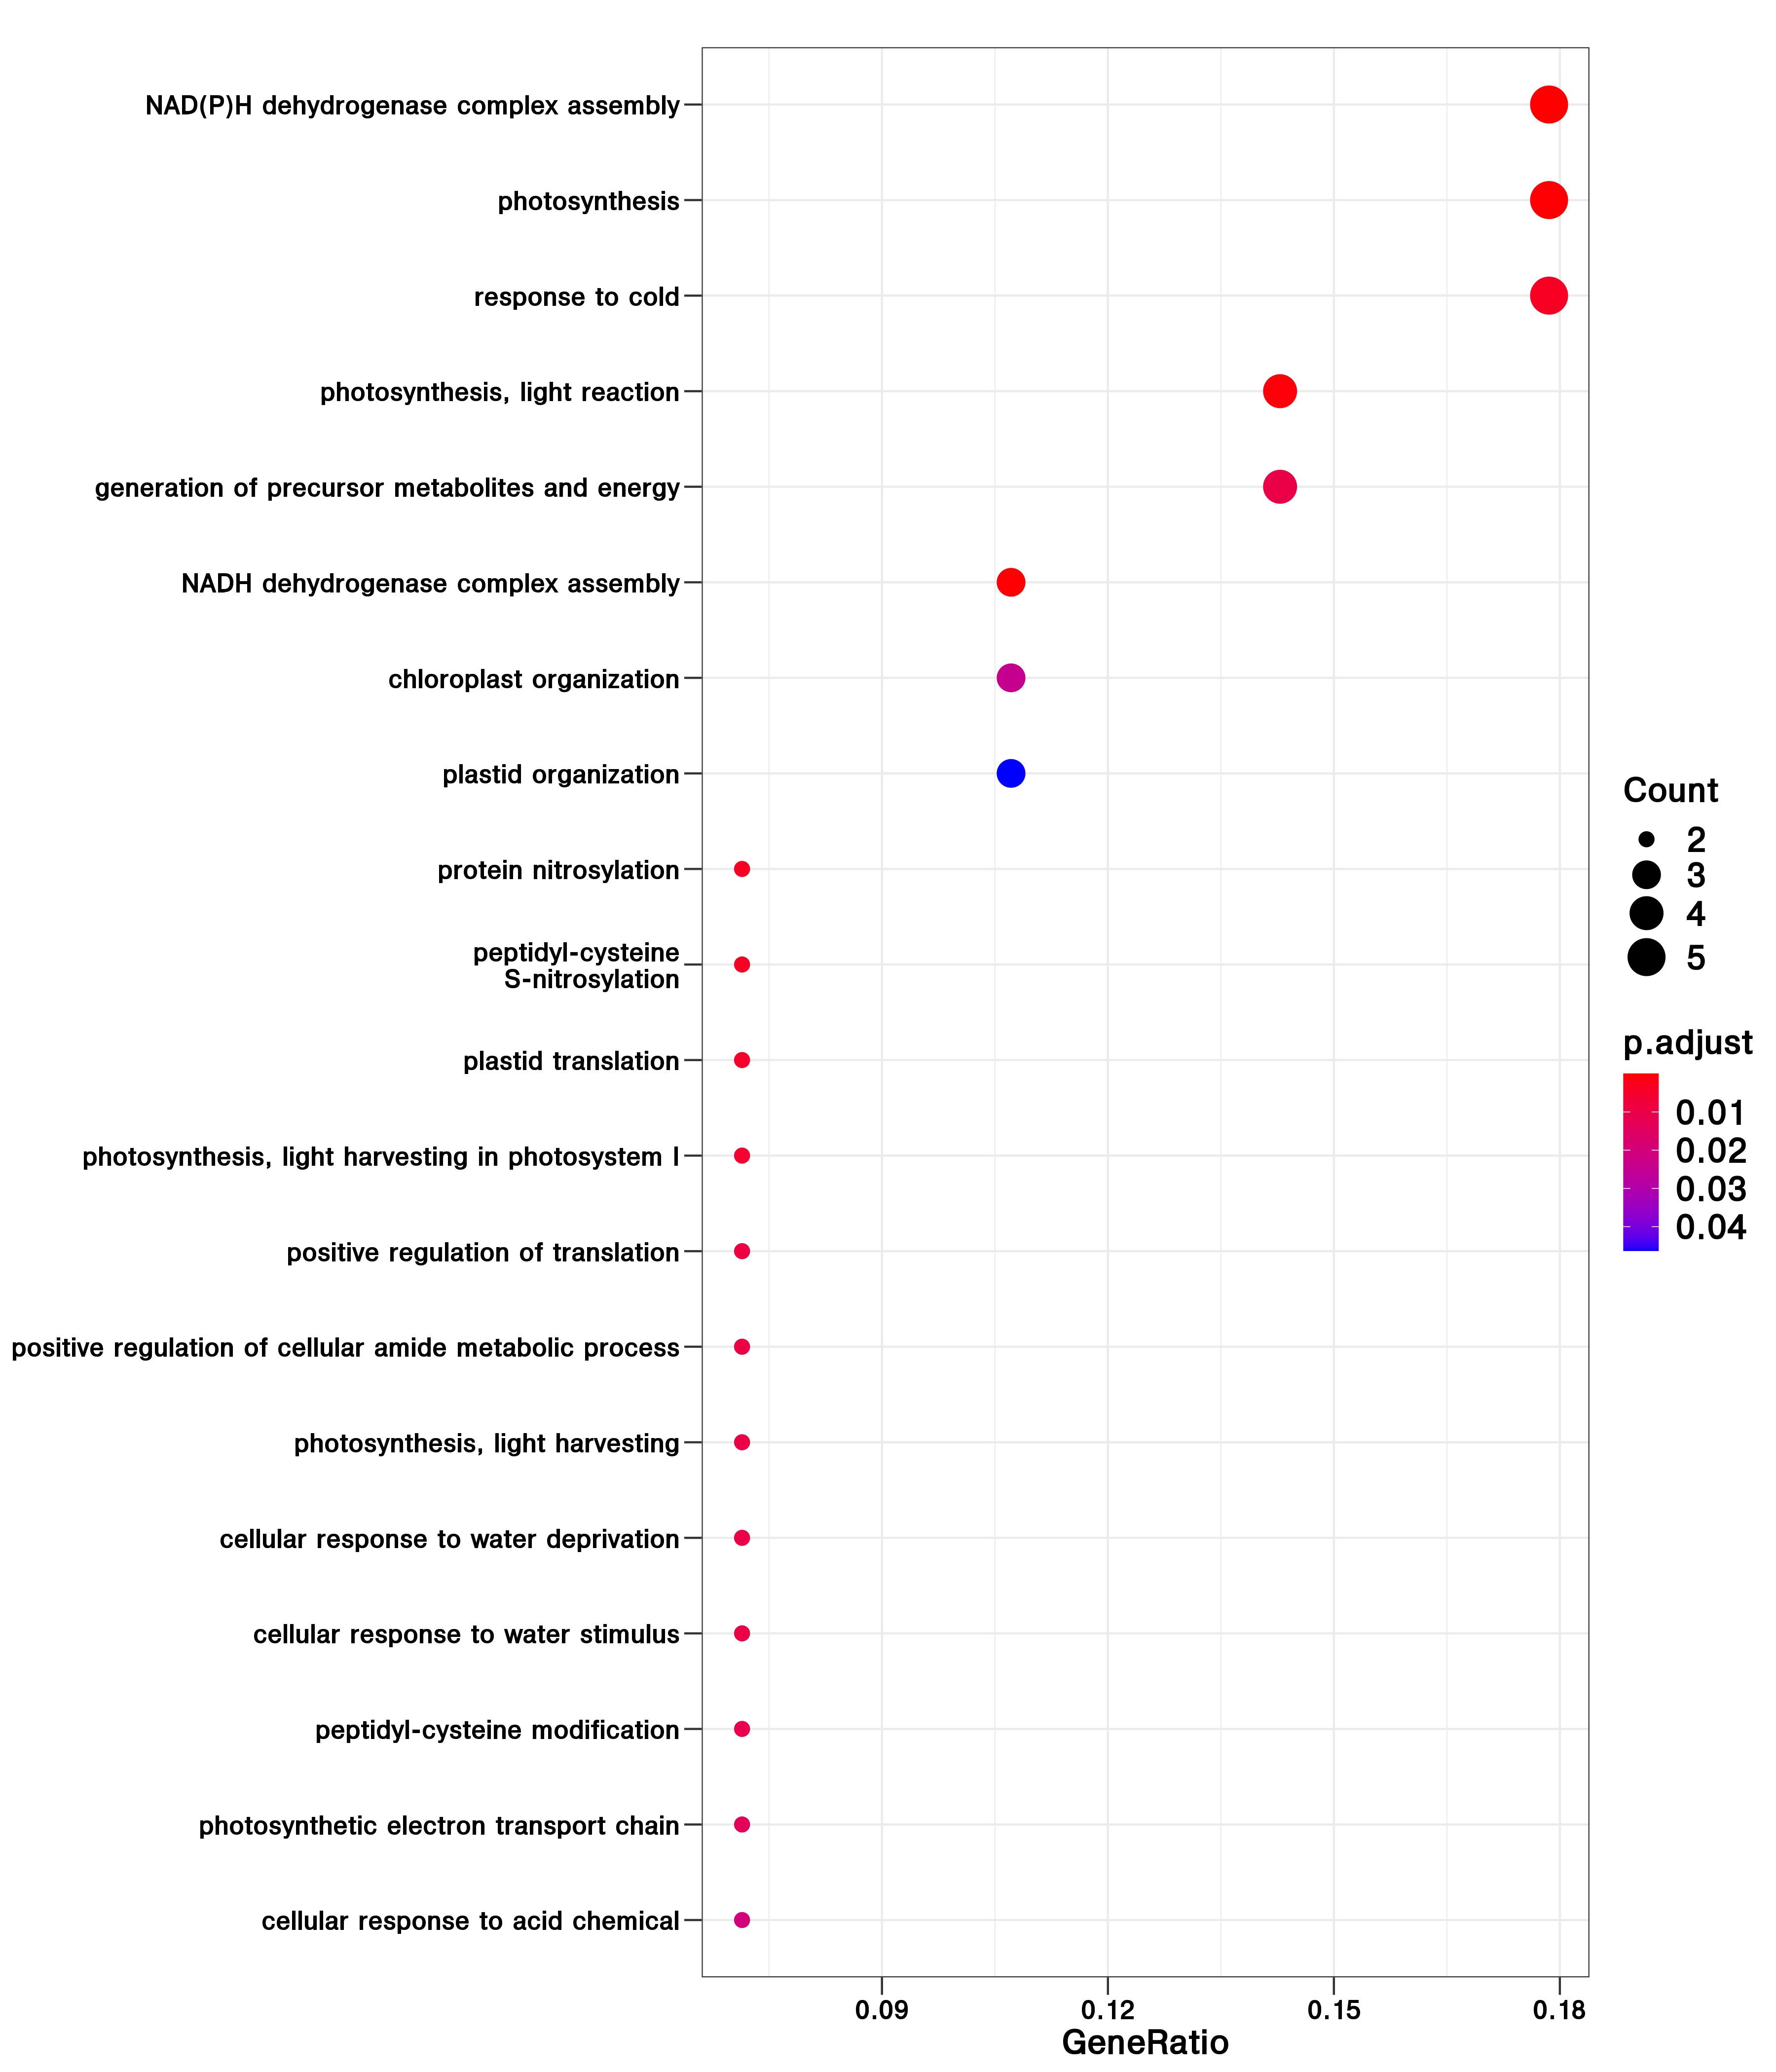 NAD(P)H dehydrogenase complex assembly
photosynthesis
response to cold
photosynthesis, light reaction
generation of precursor metabolites and energy
NADH dehydrogenase complex assembly
chloroplast organization
plastid organization
protein nitrosylation
peptidyl-cysteine
S-nitrosylation
plastid translation
photosynthesis, light harvesting in photosystem I
positive regulation of translation
positive regulation of cellular amide metabolic process
photosynthesis, light harvesting
cellular response to water deprivation
cellular response to water stimulus
peptidyl-cysteine modification
photosynthetic electron transport chain
cellular response to acid chemical
0.09 0.12 0.15 0.18
GeneRatio
Count
2
3
4
5
p.adjust
0.01
0.02
0.03
0.04